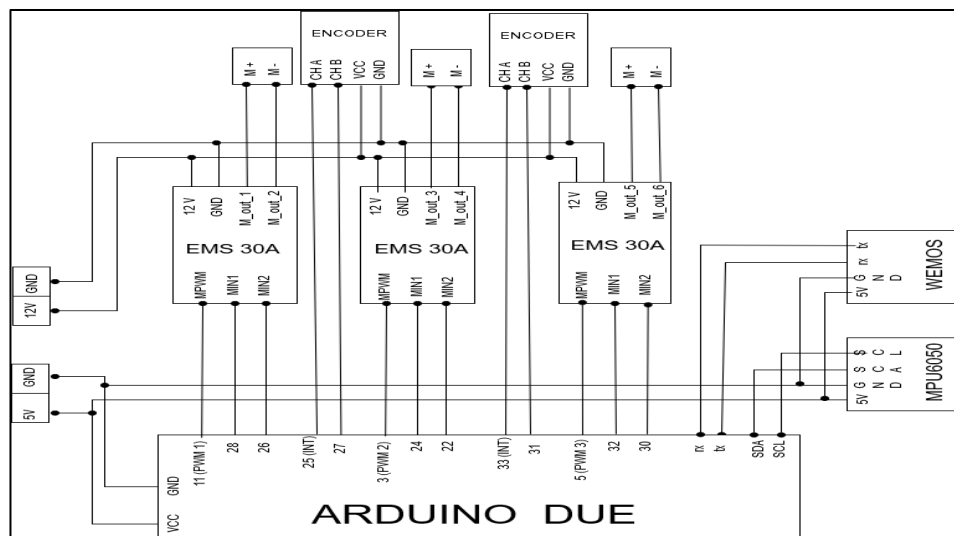 ENCODER
CH A
CH B
VCC
GND
ENCODER
CH A
CH B
VCC
GND
M +
M -
M +
M -
M +
M -
12 V
GND
M_out_1
M_out_2
EMS 30A
MPWM
MIN1
MIN2
12 V
GND
M_out_3
M_out_4
EMS 30A
MPWM
MIN1
MIN2
12 V
GND
M_out_5
M_out_6
EMS 30A
MPWM
MIN1
MIN2
GND
12V
GND
5V
tx
rx
G N D
5V
WEMOS
S C L
S D A
G N D
5V
MPU6050
11 (PWM 1)
28
26
25 (INT)
27
3 (PWM 2)
24
22
33 (INT)
31
5 (PWM 3)
32
30
rx
tx
SDA
SCL
GND
VCC
ARDUINO DUE